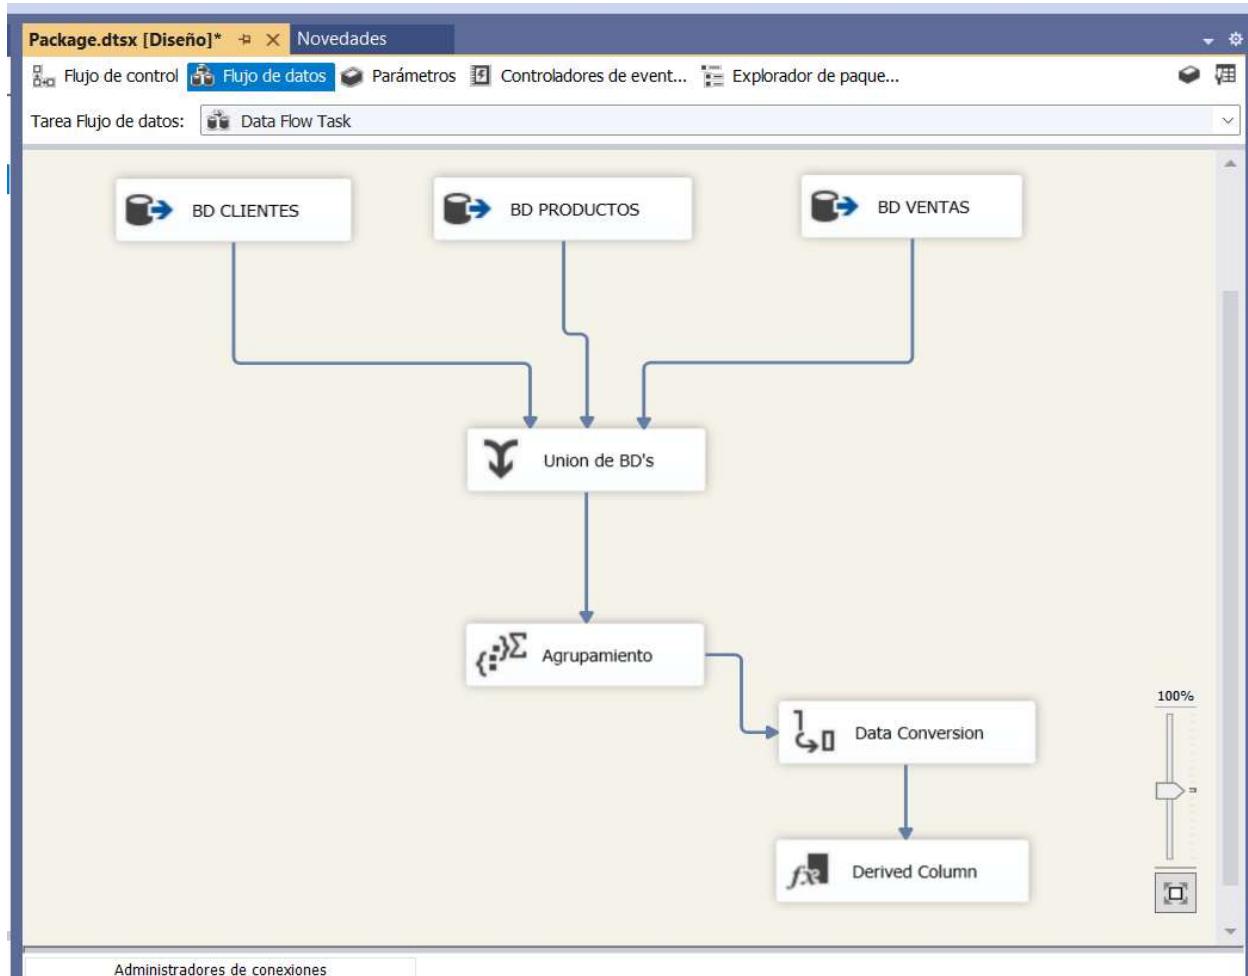 Package.dtsx [Diseño]* Novedades
Flujo de control Flujo de datos Parámetros Controladores de event... Explorador de paque...
Tarea Flujo de datos: Data Flow Task
BD CLIENTES BD PRODUCTOS BD VENTAS
Union de BD's
Agrupamiento
100%
Data Conversion
Derived Column
Administradores de conexiones